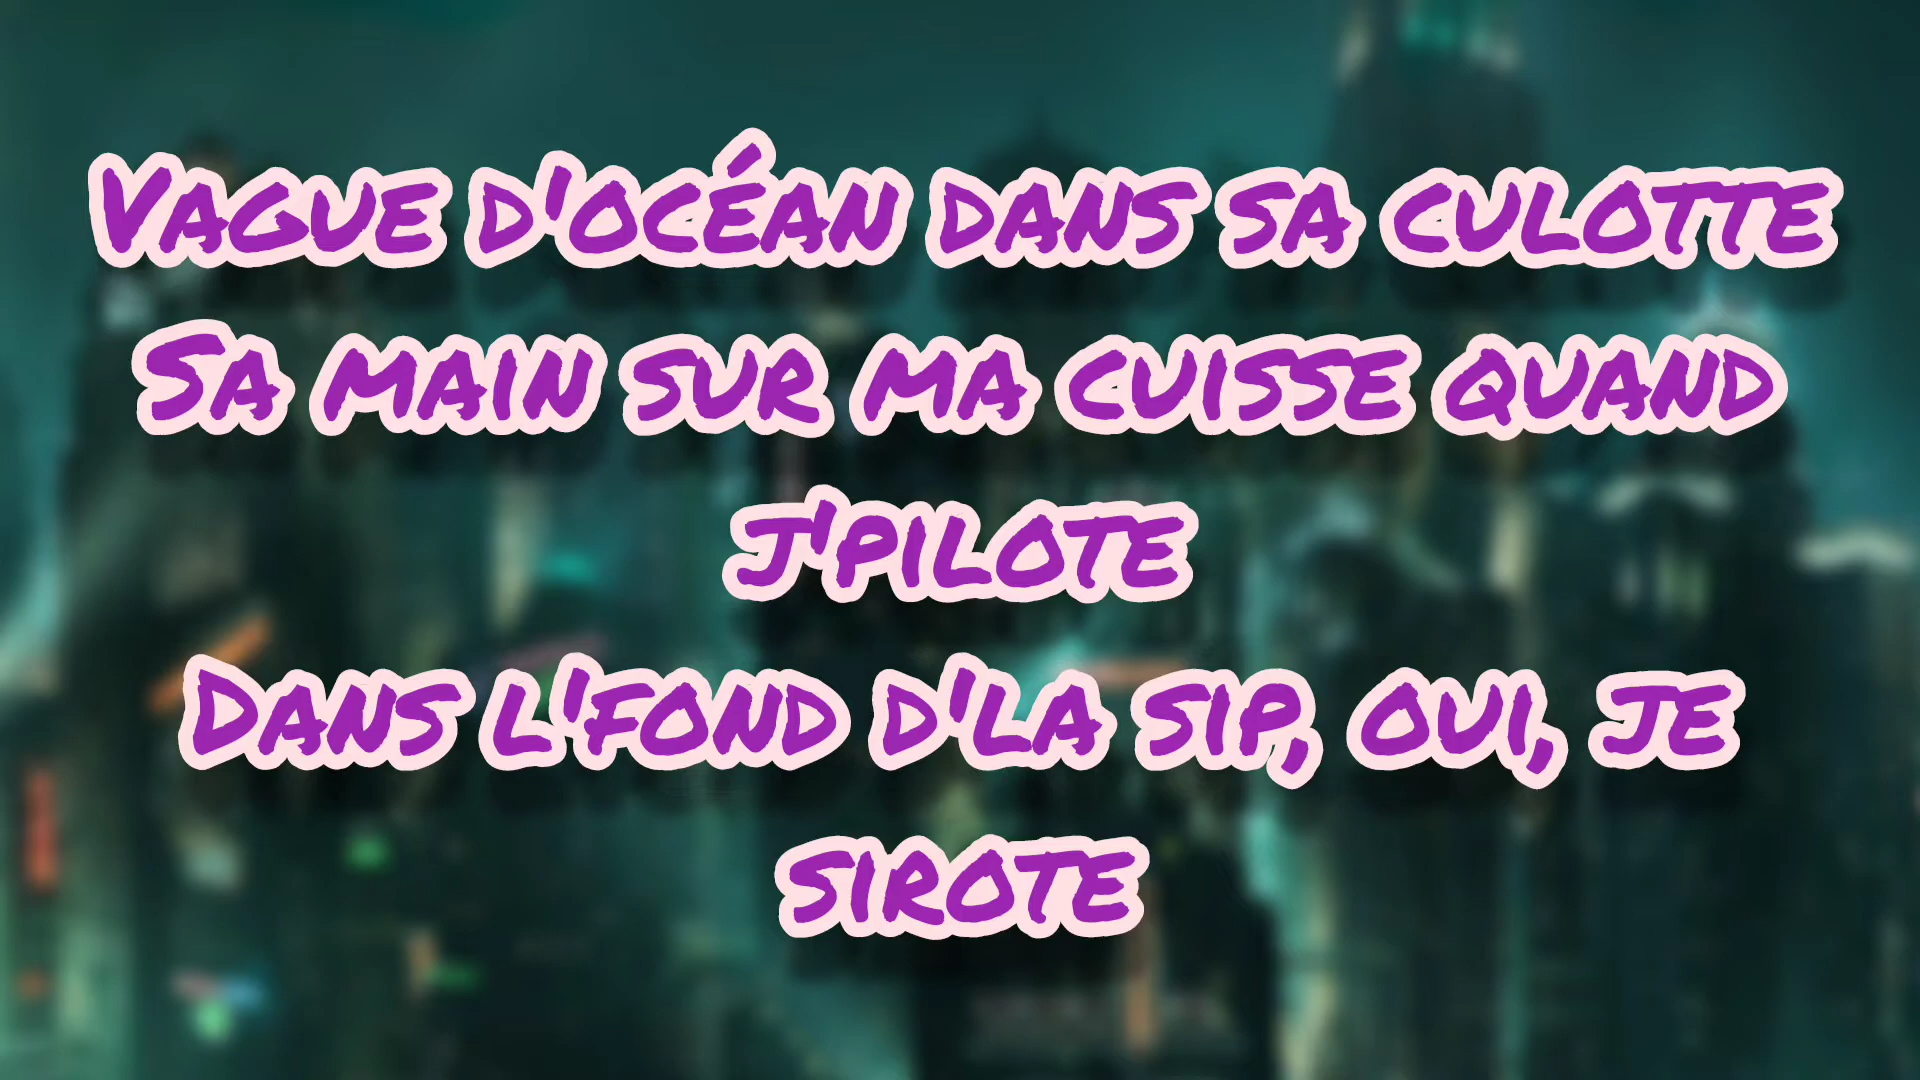 Vague d'océan dans sa culotte
Sa main sur ma cuisse quand
j'pilote
Dans l'fond d'la sip, oui, je
sirote